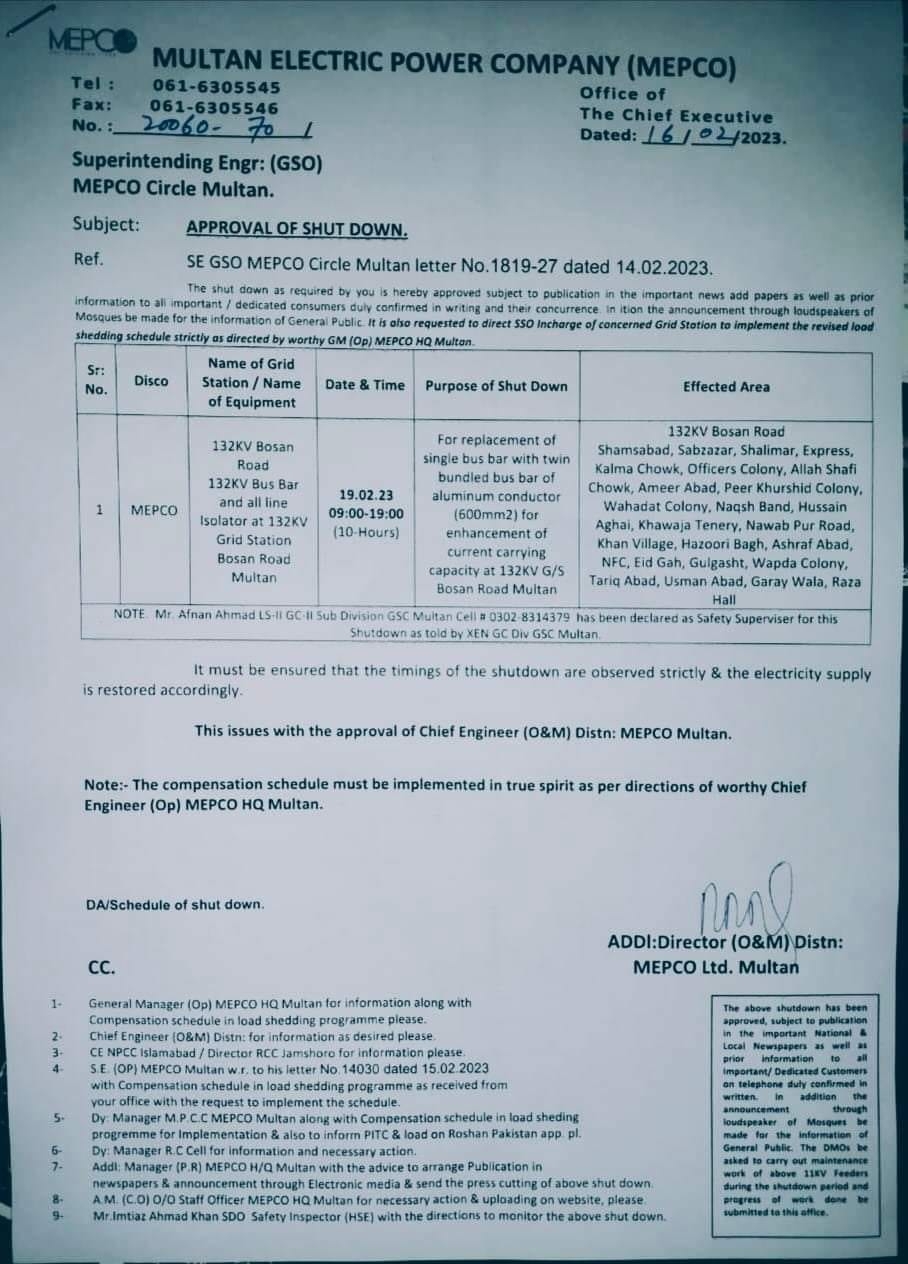 MEPCO
MULTAN ELECTRIC POWER COMPANY (MEPCO)
Tel : 061-6305545
Fax: 061-6305546
No. : 20060-70 /
Office of
The Chief Executive
Dated: 16/02/2023.
Superintending Engr: (GSO)
MEPCO Circle Multan.
Subject: APPROVAL OF SHUT DOWN.
Ref. SE GSO MEPCO Circle Multan letter No.1819-27 dated 14.02.2023.
The shut down as required by you is hereby approved subject to publication in the important news add papers as well as prior
information to all important / dedicated consumers duly confirmed in writing and their concurrence. In ition the announcement through loudspeakers of
Mosques be made for the information of General Public. It is also requested to direct SSO Incharge of concerned Grid Station to implement the revised load
shedding schedule strictly as directed by worthy GM (Op) MEPCO HQ Multan.
Sr:
No.
Disco
Name of Grid
Station / Name
of Equipment
Date & Time
Purpose of Shut Down
Effected Area
1
MEPCO
132KV Bosan
Road
132KV Bus Bar
and all line
Isolator at 132KV
Grid Station
Bosan Road
Multan
19.02.23
09:00-19:00
(10-Hours)
For replacement of
single bus bar with twin
bundled bus bar of
aluminum conductor
(600mm2) for
enhancement of
current carrying
capacity at 132KV G/S
Bosan Road Multan
132KV Bosan Road
Shamsabad, Sabzazar, Shalimar, Express,
Kalma Chowk, Officers Colony, Allah Shafi
Chowk, Ameer Abad, Peer Khurshid Colony,
Wahadat Colony, Naqsh Band, Hussain
Aghai, Khawaja Tenery, Nawab Pur Road,
Khan Village, Hazoori Bagh, Ashraf Abad,
NFC, Eid Gah, Gulgasht, Wapda Colony,
Tariq Abad, Usman Abad, Garay Wala, Raza
Hall
NOTE. Mr. Afnan Ahmad LS-II GC-II Sub Division GSC Multan Cell # 0302-8314379 has been declared as Safety Superviser for this
Shutdown as told by XEN GC Div GSC Multan.
It must be ensured that the timings of the shutdown are observed strictly & the electricity supply
is restored accordingly.
This issues with the approval of Chief Engineer (O&M) Distn: MEPCO Multan.
Note:- The compensation schedule must be implemented in true spirit as per directions of worthy Chief
Engineer (Op) MEPCO HQ Multan.
DA/Schedule of shut down.
ADDl:Director (O&M) Distn:
MEPCO Ltd. Multan
CC.
1- General Manager (Op) MEPCO HQ Multan for information along with
Compensation schedule in load shedding programme please.
2- Chief Engineer (O&M) Distn: for information as desired please.
3- CE NPCC Islamabad / Director RCC Jamshoro for information please.
4- S.E. (OP) MEPCO Multan w.r. to his letter No.14030 dated 15.02.2023
with Compensation schedule in load shedding programme as received from
your office with the request to implement the schedule.
5- Dy: Manager M.P.C.C MEPCO Multan along with Compensation schedule in load sheding
programme for Implementation & also to inform PITC & load on Roshan Pakistan app. pl.
6- Dy: Manager R.C Cell for information and necessary action.
7- Addl: Manager (P.R) MEPCO H/Q Multan with the advice to arrange Publication in
newspapers & announcement through Electronic media & send the press cutting of above shut down.
8- A.M. (C.O) O/O Staff Officer MEPCO HQ Multan for necessary action & uploading on website, please.
9- Mr.Imtiaz Ahmad Khan SDO Safety Inspector (HSE) with the directions to monitor the above shut down.
The above shutdown has been
approved, subject to publication
in the important National &
Local Newspapers as well as
prior information to all
Important/ Dedicated Customers
on telephone duly confirmed in
written. In addition the
announcement through
loudspeaker of Mosques be
made for the information of
General Public. The DMOs be
asked to carry out maintenance
work of above 11KV Feeders
during the shutdown period and
progress of work done be
submitted to this office.